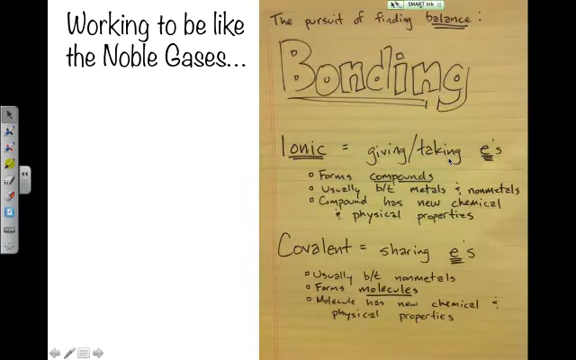 Working to be like
the Noble Gases...
SMART Ink
The pursuit of finding balance:
Bonding
Ionic = giving/taking e's
Forms compounds
Usually b/t metals & nonmetals
Compound has new chemical
& physical properties
Covalent = sharing e's
Usually b/t nonmetals
Forms molecules
Molecule has new chemical &
physical properties